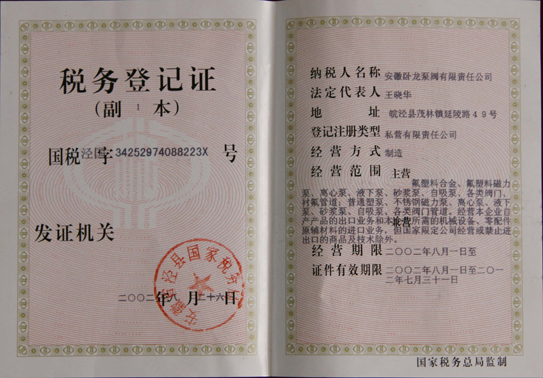 税务登记证
(副 1 本)
国税 泾国 字 34252974088223X 号
发证机关
安徽省泾县国家税务
二〇〇二年八月二十六日
纳税人名称 安徽卧龙泵阀有限责任公司
法定代表人 王晓华
地址 皖泾县茂林镇延陵路49号
登记注册类型 私营有限责任公司
经营方式 制造
经营范围 主营
氟塑料合金、氟塑料磁力
泵、离心泵、液下泵、砂浆泵、自吸泵、各类阀门、
衬氟管道、普通塑泵、不锈钢磁力泵、离心泵、液下
泵、砂浆泵、自吸泵、各类阀门管道、经营本企业自
产产品的出口业务和本 所需的机械设备、零配件
兼营
原辅材料的进口业务，但国家限定公司经营或禁止进
出口的商品及技术除外。
经营期限 二〇〇二年八月一日至
证件有效期限 二〇〇二年八月一日至二〇一
二年七月三十一日
国家税务总局监制